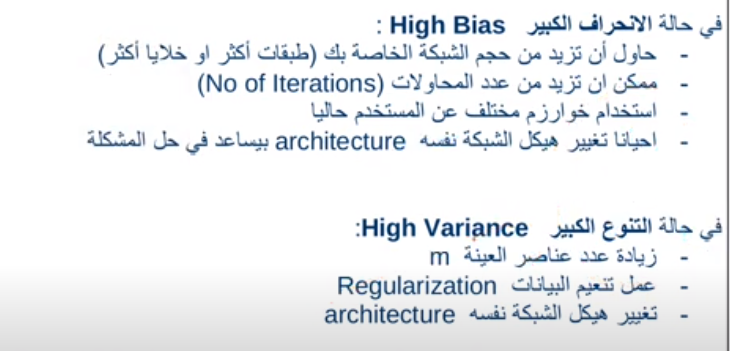 في حالة الانحراف الكبير High Bias :
- حاول أن تزيد من حجم الشبكة الخاصة بك (طبقات أكثر او خلايا أكثر)
- ممكن ان تزيد من عدد المحاولات (No of Iterations)
- استخدام خوارزم مختلف عن المستخدم حاليا
- احيانا تغيير هيكل الشبكة نفسه architecture بيساعد في حل المشكلة
في حالة التنوع الكبير High Variance:
- زيادة عدد عناصر العينة m
- عمل تنعيم البيانات Regularization
- تغيير هيكل الشبكة نفسه architecture